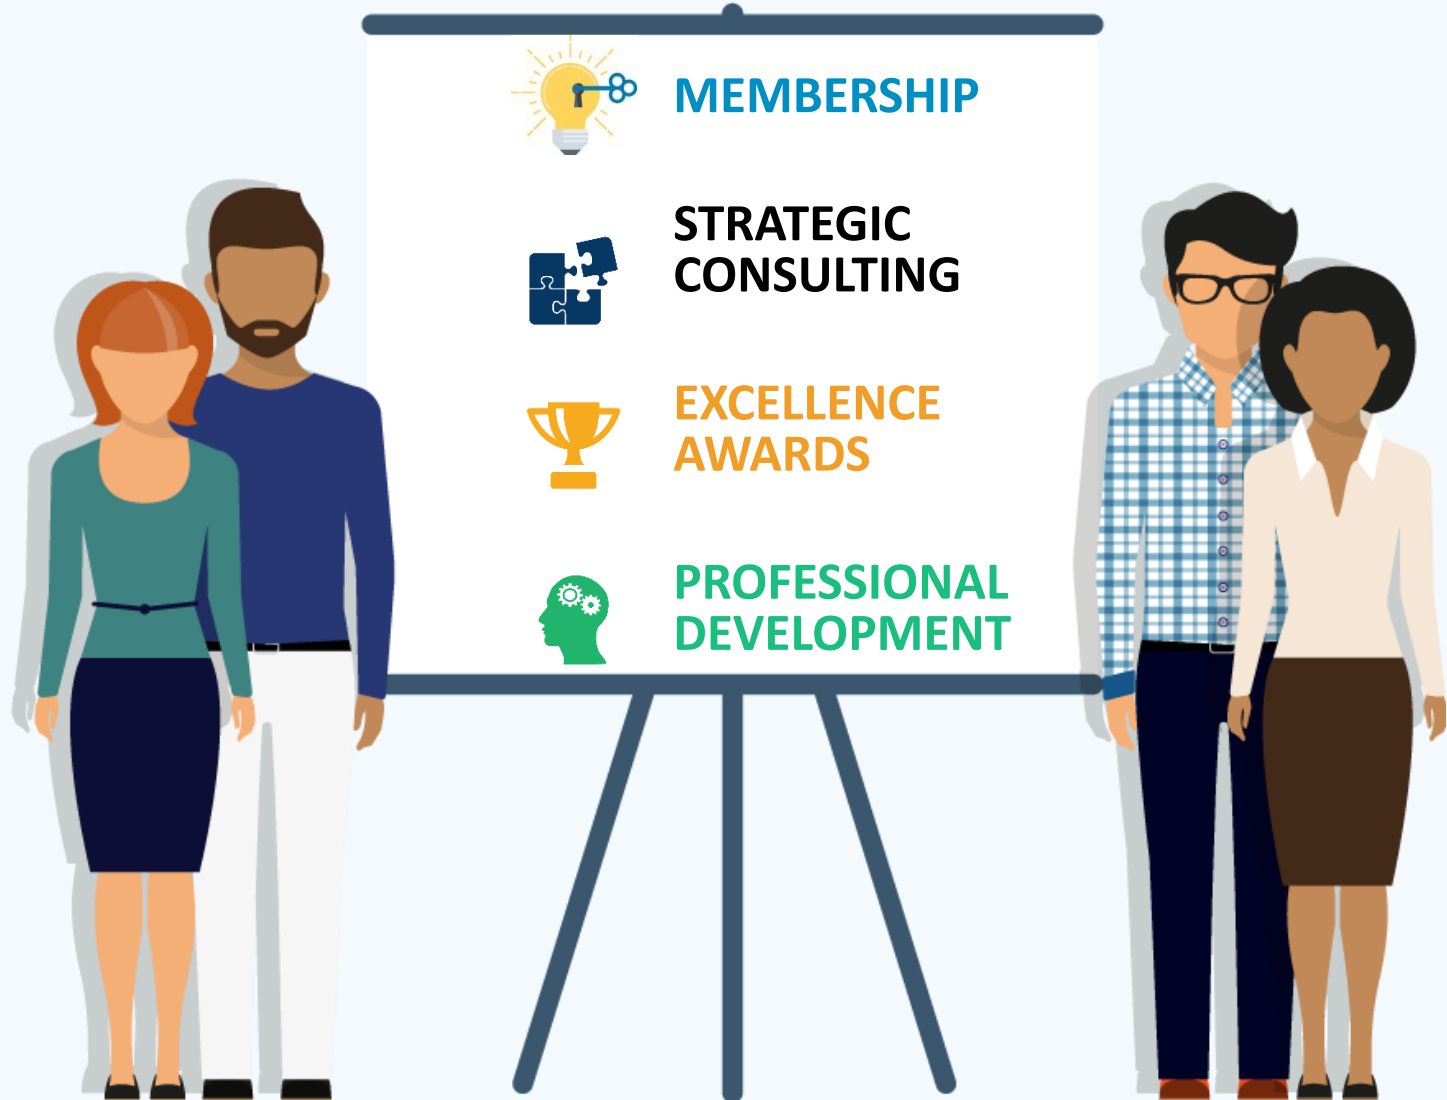 MEMBERSHIP
STRATEGIC
CONSULTING
EXCELLENCE
AWARDS
PROFESSIONAL
DEVELOPMENT